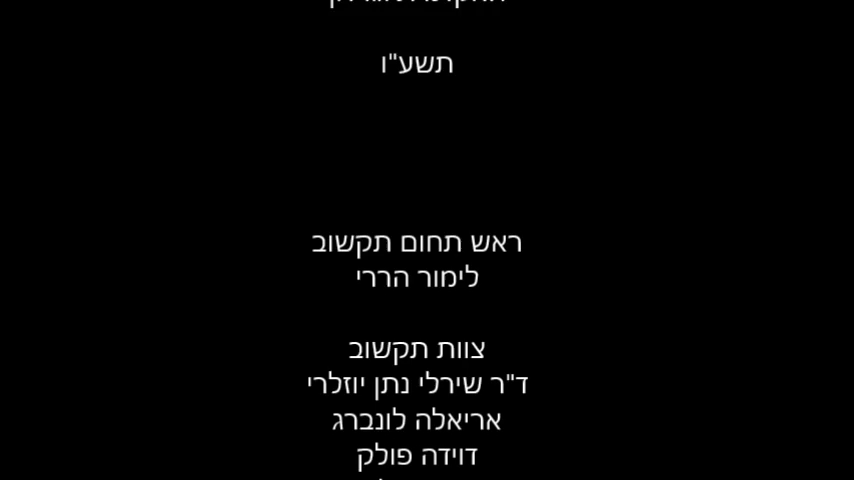 תשע"ו
ראש תחום תקשוב
לימור הררי
צוות תקשוב
ד"ר שירלי נתן יוזלרי
אריאלה לונברג
דוידה פולק